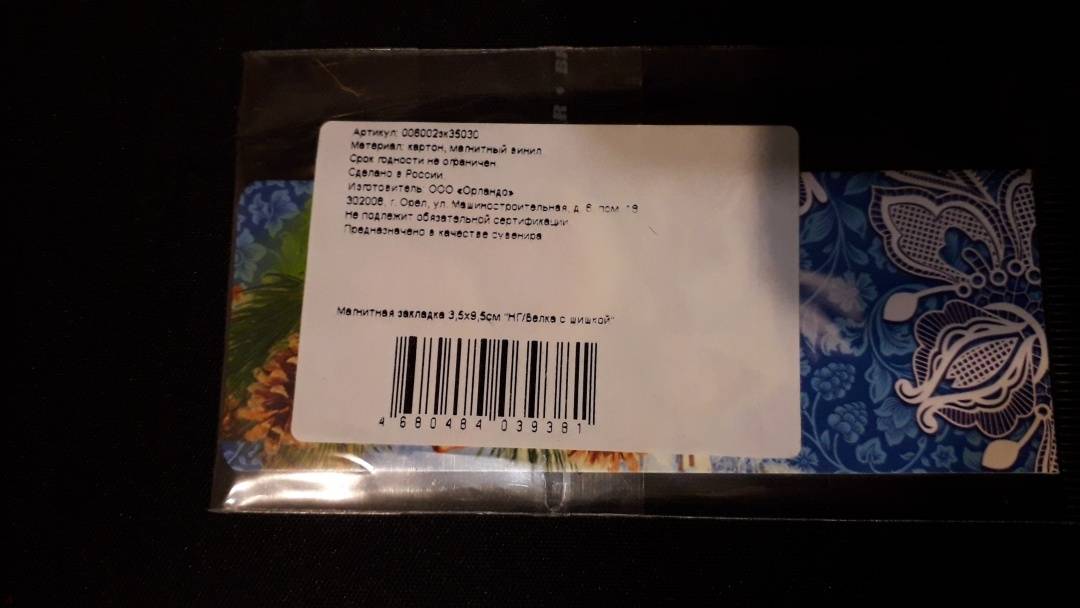 Артикул: 006002зк35030
Материал: картон, магнитный винил
Срок годности не ограничен
Сделано в России
Изготовитель: ООО «Орландо»
302008, г. Орел, ул. Машиностроительная, д. 6, пом. 19
Не подлежит обязательной сертификации
Предназначено в качестве сувенира
Магнитная закладка 3,5х9,5см "НГ/Белка с шишкой"
4 680484 039381